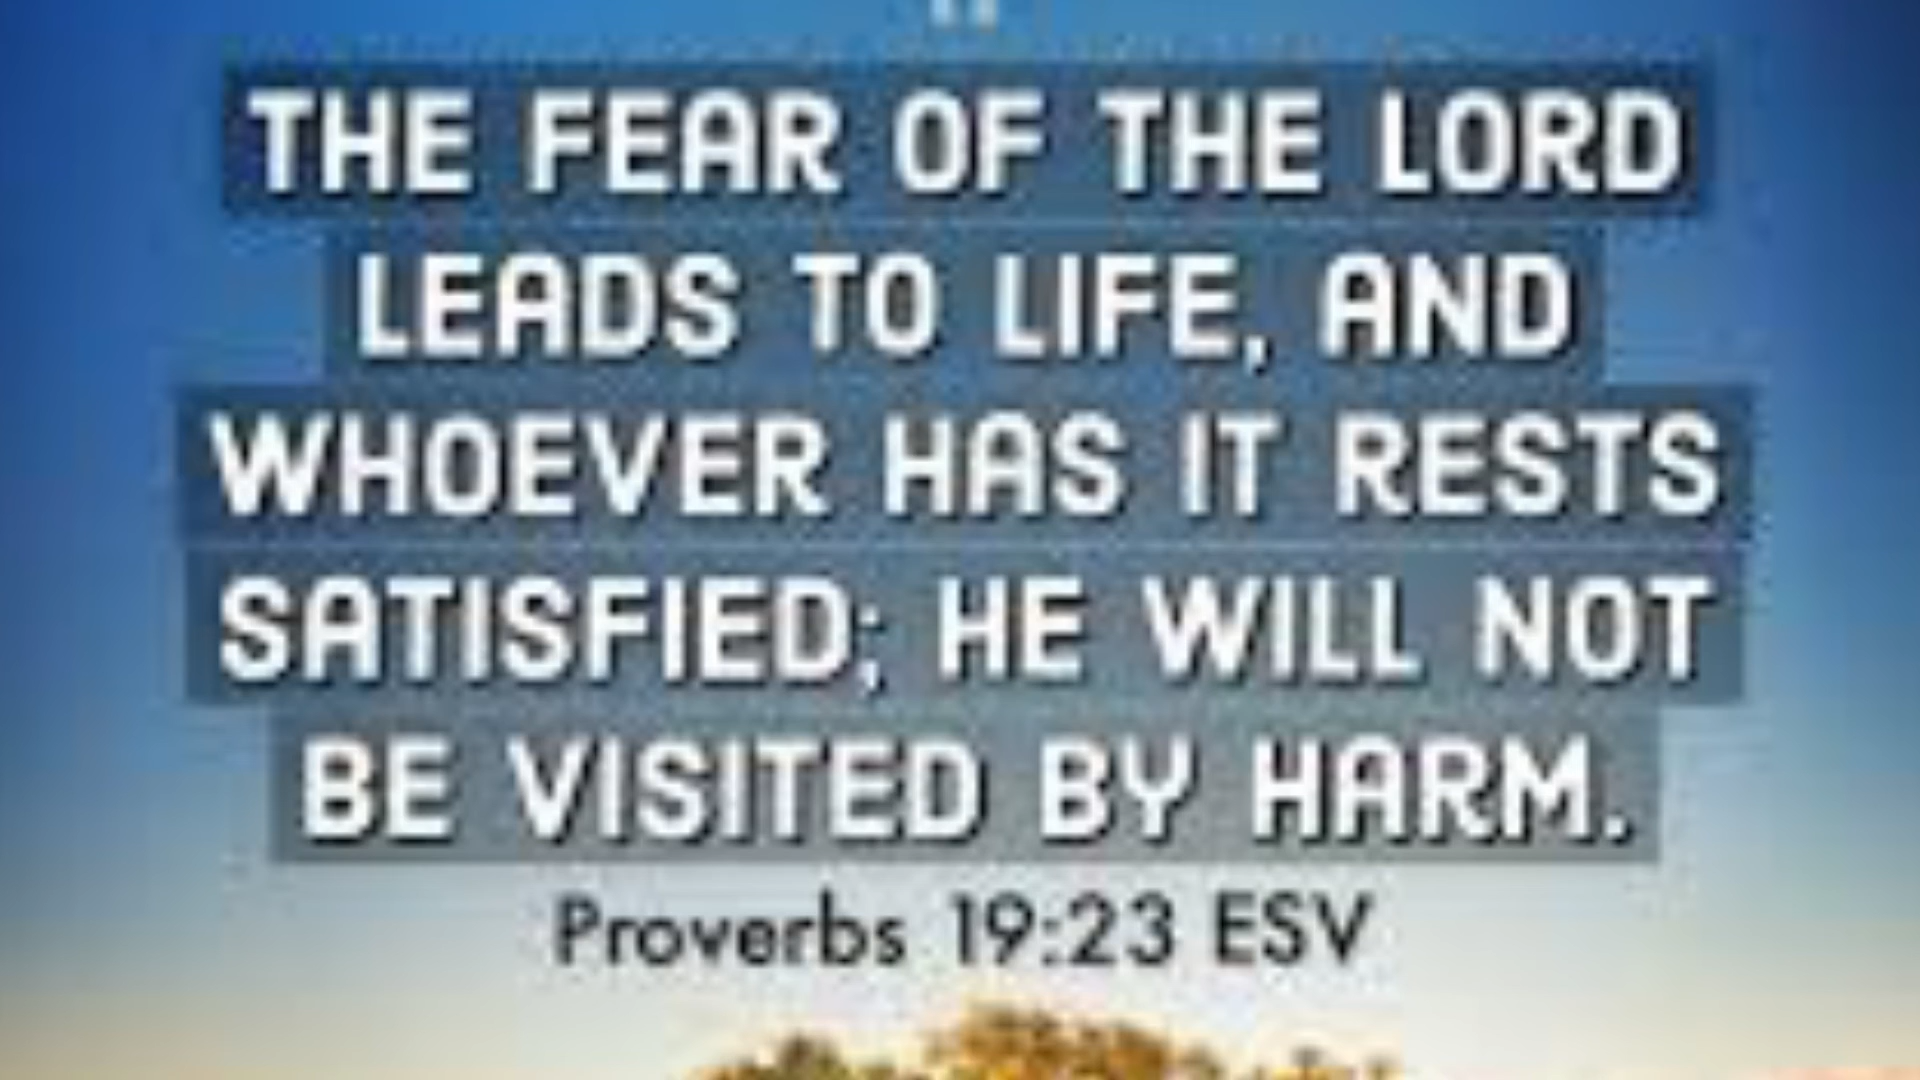 "
THE FEAR OF THE LORD
LEADS TO LIFE, AND
WHOEVER HAS IT RESTS
SATISFIED; HE WILL NOT
BE VISITED BY HARM.
Proverbs 19:23 ESV